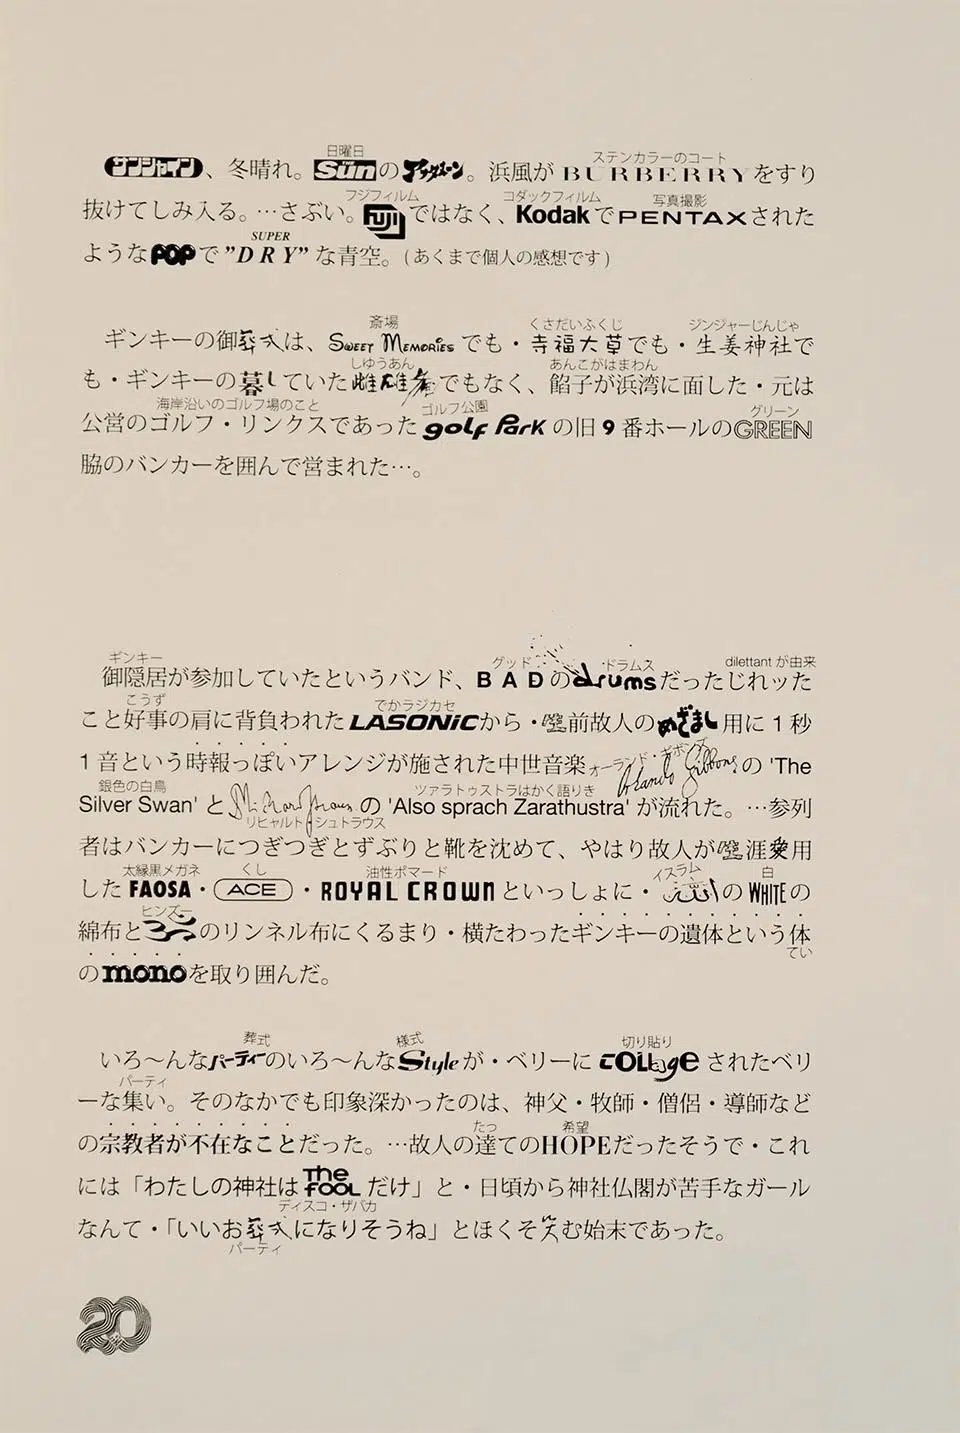 サンシャイン、冬晴れ。Sünのアフタヌーン。浜風が BURBERRYをすり
日曜日 ステンカラーのコート
抜けてしみ入る。…さぶい。FUJIではなく、KodakでPENTAXされた
フジフィルム コダックフィルム 写真撮影
ようなPOPで”DRY”な青空。(あくまで個人の感想です)
SUPER
ギンキーの御葬式は、SWEET MEMORIESでも・寺福大草でも・生姜神社で
斎場 くさだいふくじ ジンジャーじんじゃ
も・ギンキーの暮していた雌雄庵でもなく、餡子が浜湾に面した・元は
しゆうあん あんこがはまわん
公営のゴルフ・リンクスであったgolf Parkの旧9番ホールのGREEN
海岸沿いのゴルフ場のこと ゴルフ公園 グリーン
脇のバンカーを囲んで営まれた…。
御隠居が参加していたというバンド、BADのdrumsだったじれッた
ギンキー グッド ドラムス dilettantが由来
こと好事の肩に背負われたLASONiCから・前故人のめざまし用に1秒
こうず でかラジカセ
1音という時報っぽいアレンジが施された中世音楽Orlando Gibbonsの'The
オーランド・ギボンズ
Silver Swan'との'Also sprach Zarathustra'が流れた。…参列
銀色の白鳥 リヒャルト・シュトラウス ツァラトゥストラはかく語りき
者はバンカーにつぎつぎとずぶりと靴を沈めて、やはり故人が涯愛用
したFAOSA・ACE・ROYAL CROWNといっしょに・のWHITEの
太縁黒メガネ くし 油性ポマード イスラム 白
綿布とのリンネル布にくるまり・横たわったギンキーの遺体という体
ヒンズー てい
のmonoを取り囲んだ。
いろ〜んなパーティーのいろ〜んなStyleが・ベリーにcOLLageされたベリ
葬式 様式 切り貼り
ーな集い。そのなかでも印象深かったのは、神父・牧師・僧侶・導師など
パーティ
の宗教者が不在なことだった。…故人の達てのHOPEだったそうで・これ
たっ 希望
には「わたしの神社はThe FOOLだけ」と・日頃から神社仏閣が苦手なガール
ディスコ・ザバカ
なんて・「いいお葬式になりそうね」とほくそ笑む始末であった。
パーティ
20